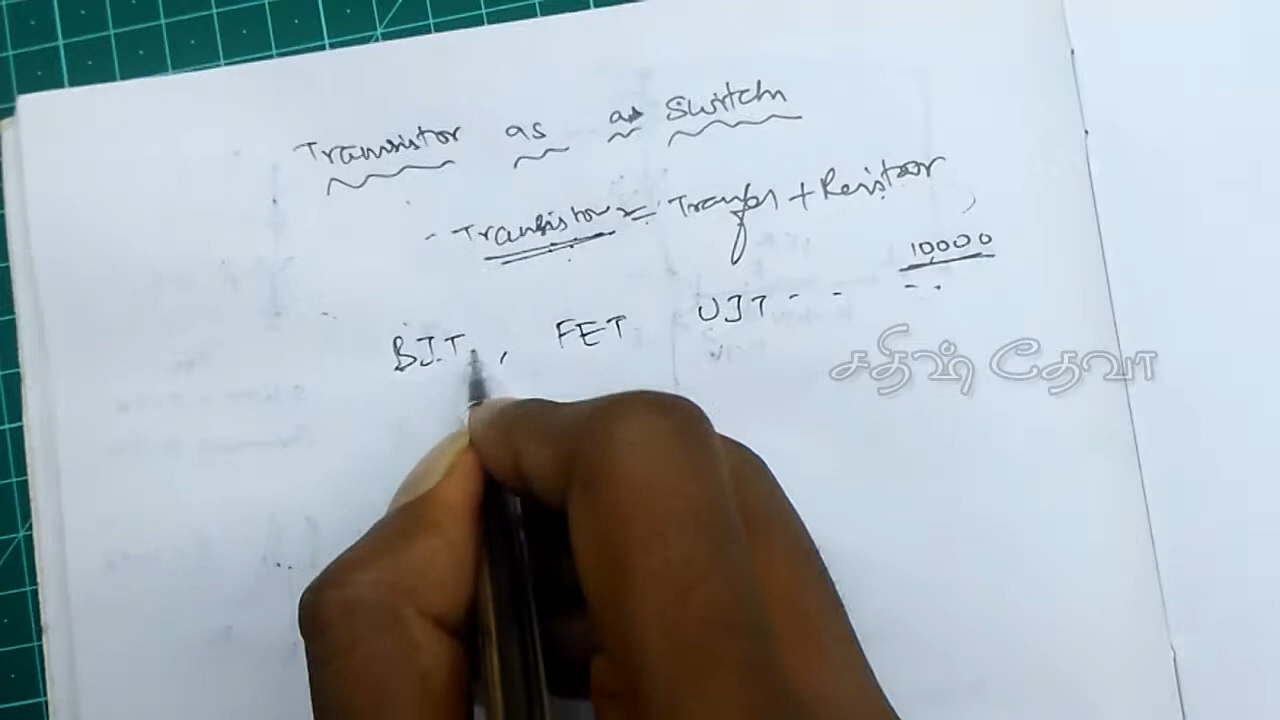 Transistor as a Switch
- Transistor = Transfer + Resistor
10000
BJT, FET UJT - - - -
சதிஷ் தேவா